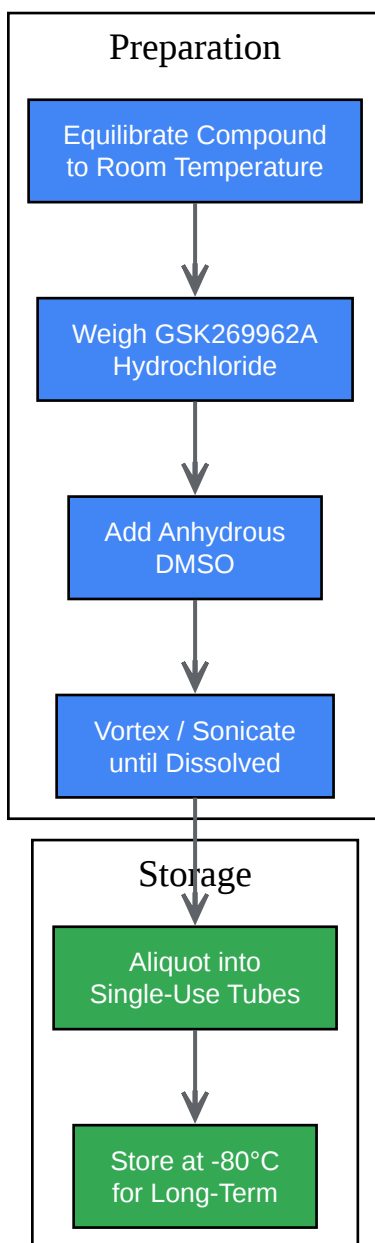 Preparation
Equilibrate Compound
to Room Temperature
Weigh GSK269962A
Hydrochloride
Add Anhydrous
DMSO
Vortex / Sonicate
until Dissolved
Storage
Aliquot into
Single-Use Tubes
Store at -80°C
for Long-Term